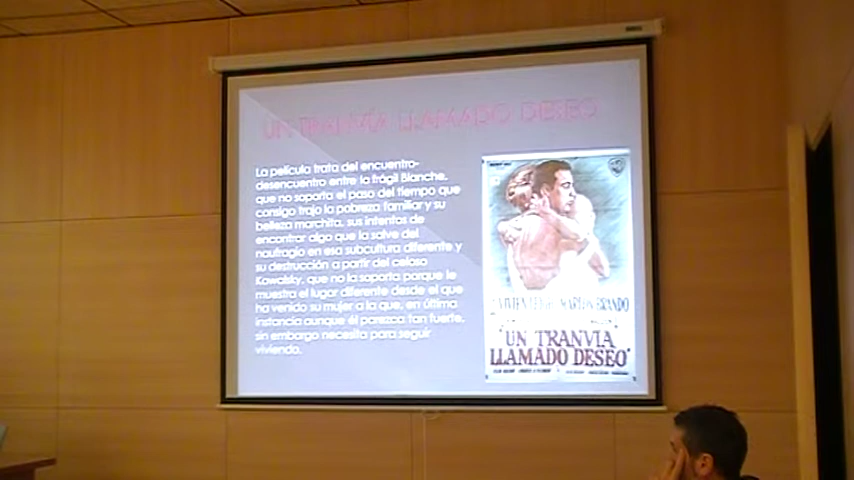 UN TRANVÍA LLAMADO DESEO
La película trata del encuentro-
desencuentro entre la frágil Blanche,
que no soporta el paso del tiempo que
consigo trajo la pobreza familiar y su
belleza marchita, sus intentos de
encontrar algo que la salve del
naufragio en esa subcultura diferente y
su destrucción a partir del celoso
Kowalsky, que no la soporta porque le
muestra el lugar diferente desde el que
ha venido su mujer a la que, en última
instancia aunque él parezca tan fuerte,
sin embargo necesita para seguir
viviendo.
VIVIEN LEIGH MARLON BRANDO
"UN TRANVIA
LLAMADO DESEO"